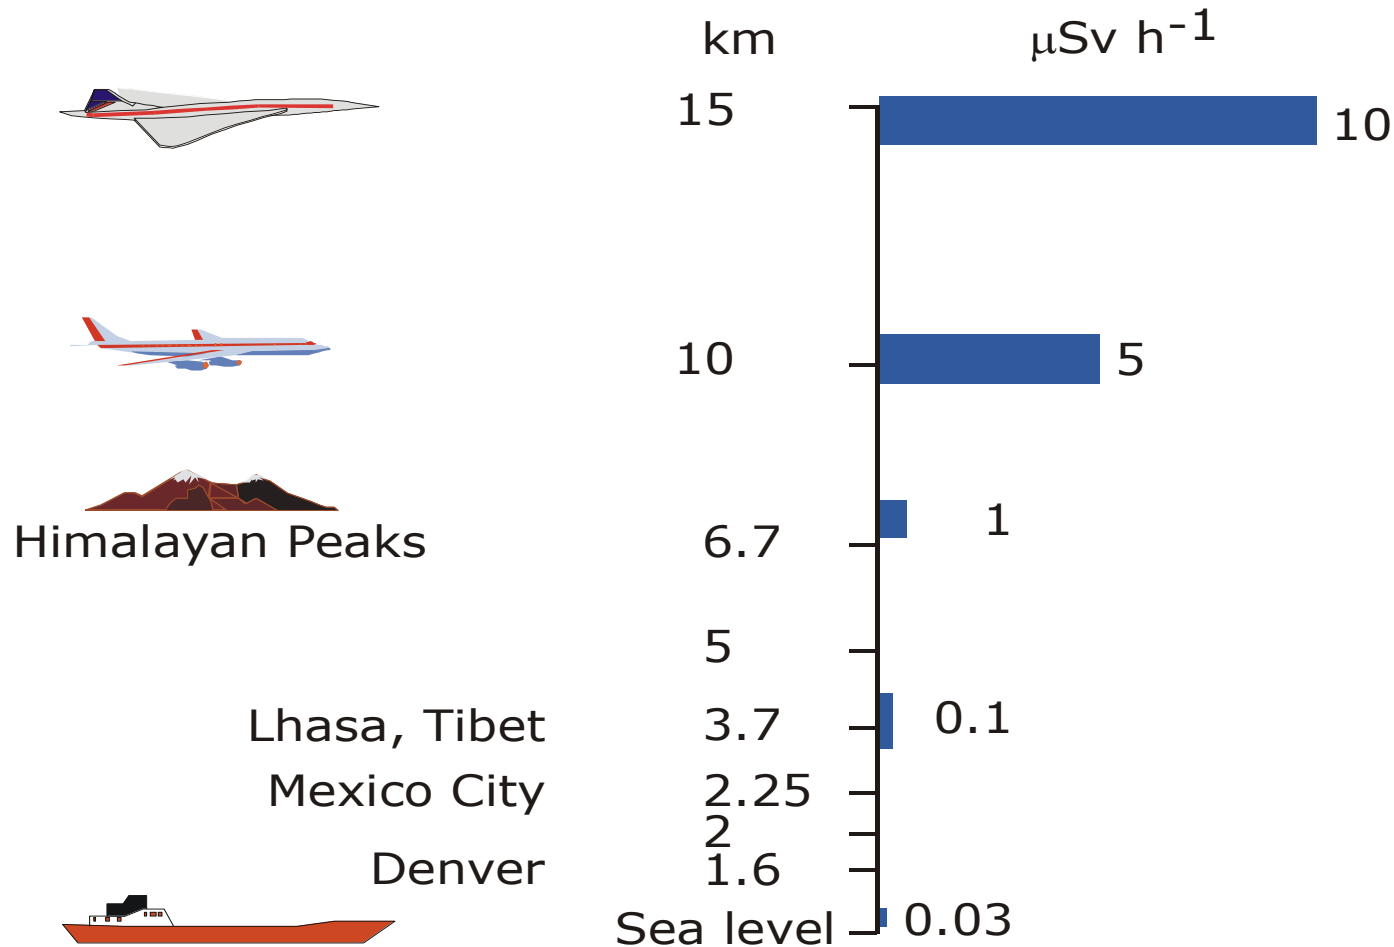 km μSv h-1
15 10
10 5
Himalayan Peaks 6.7 1
5
Lhasa, Tibet 3.7 0.1
Mexico City 2.25
2
Denver 1.6
Sea level 0.03